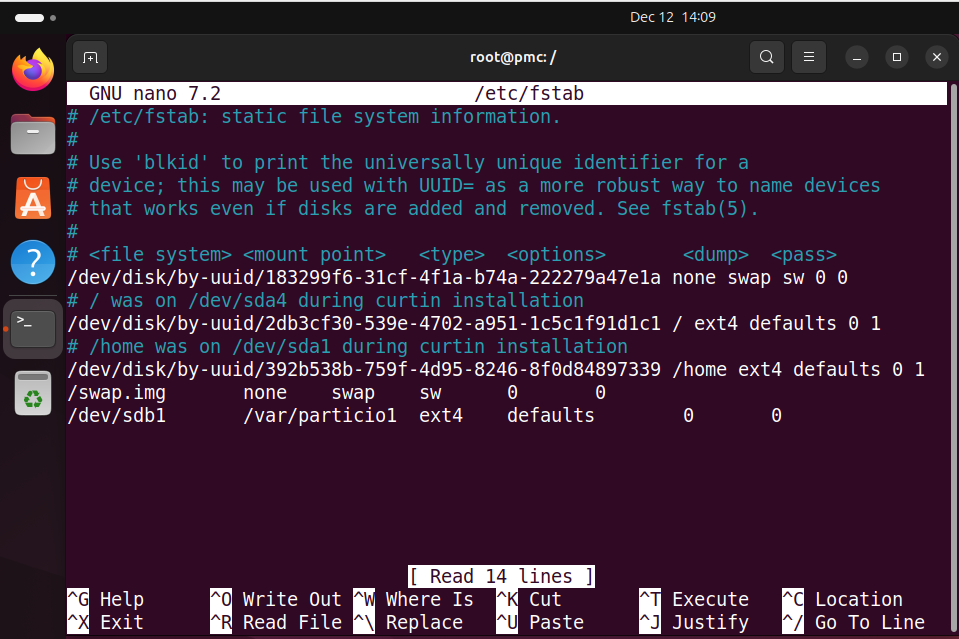 Dec 12 14:09
root@pmc: /
GNU nano 7.2 /etc/fstab
# /etc/fstab: static file system information.
#
# Use 'blkid' to print the universally unique identifier for a
# device; this may be used with UUID= as a more robust way to name devices
# that works even if disks are added and removed. See fstab(5).
#
# <file system> <mount point>   <type>  <options>       <dump>  <pass>
/dev/disk/by-uuid/183299f6-31cf-4f1a-b74a-222279a47e1a none swap sw 0 0
# / was on /dev/sda4 during curtin installation
/dev/disk/by-uuid/2db3cf30-539e-4702-a951-1c5c1f91d1c1 / ext4 defaults 0 1
# /home was on /dev/sda1 during curtin installation
/dev/disk/by-uuid/392b538b-759f-4d95-8246-8f0d84897339 /home ext4 defaults 0 1
/swap.img       none    swap    sw      0       0
/dev/sdb1       /var/particio1  ext4    defaults        0       0
[ Read 14 lines ]
^G Help ^O Write Out ^W Where Is ^K Cut ^T Execute ^C Location
^X Exit ^R Read File ^\ Replace ^U Paste ^J Justify ^/ Go To Line